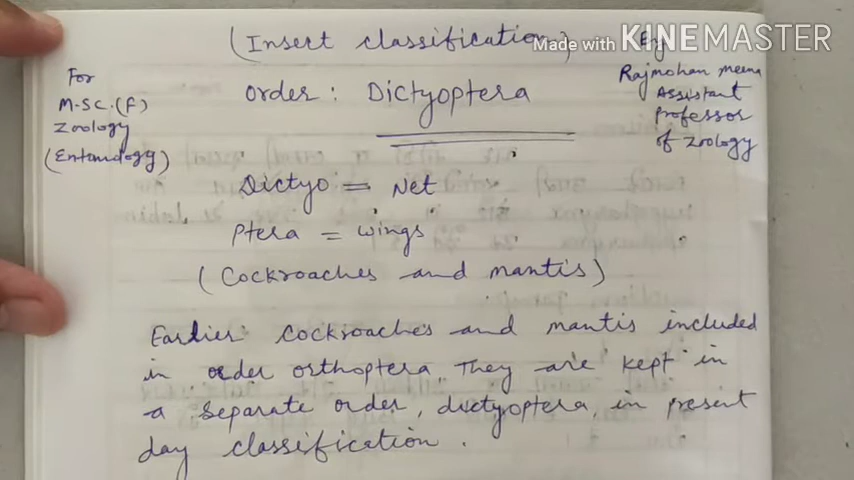 (Insect classification)
Made with KINEMASTER
By
Rajmohan meena
Assistant
Professor
of Zoology
For
M.SC.(F)
Zoology
(Entomology)
Order: Dictyoptera
Dictyo = Net
Ptera = wings
(Cockroaches and mantis)
Earlier cockroaches and mantis included
in order orthoptera. They are kept in
a separate order, dictyoptera, in present
day classification.